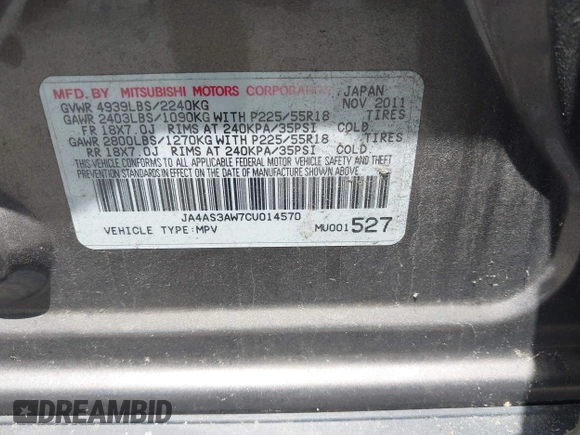 MFD. BY MITSUBISHI MOTORS CORPORATION. JAPAN
GVWR 4939LBS/2240KG NOV 2011
GAWR 2403LBS/1090KG WITH P225/55R18 TIRES
FR 18X7.0J RIMS AT 240KPA/35PSI COLD
GAWR 2800LBS/1270KG WITH P225/55R18 TIRES
RR 18X7.0J RIMS AT 240KPA/35PSI COLD
THIS VEHICLE CONFORMS TO ALL APPLICABLE FEDERAL MOTOR VEHICLE SAFETY AND
THEFT PREVENTION STANDARDS IN EFFECT ON THE DATE OF MANUFACTURE SHOWN ABOVE.
JA4AS3AW7CU014570
VEHICLE TYPE:MPV MU001527
DREAMBID